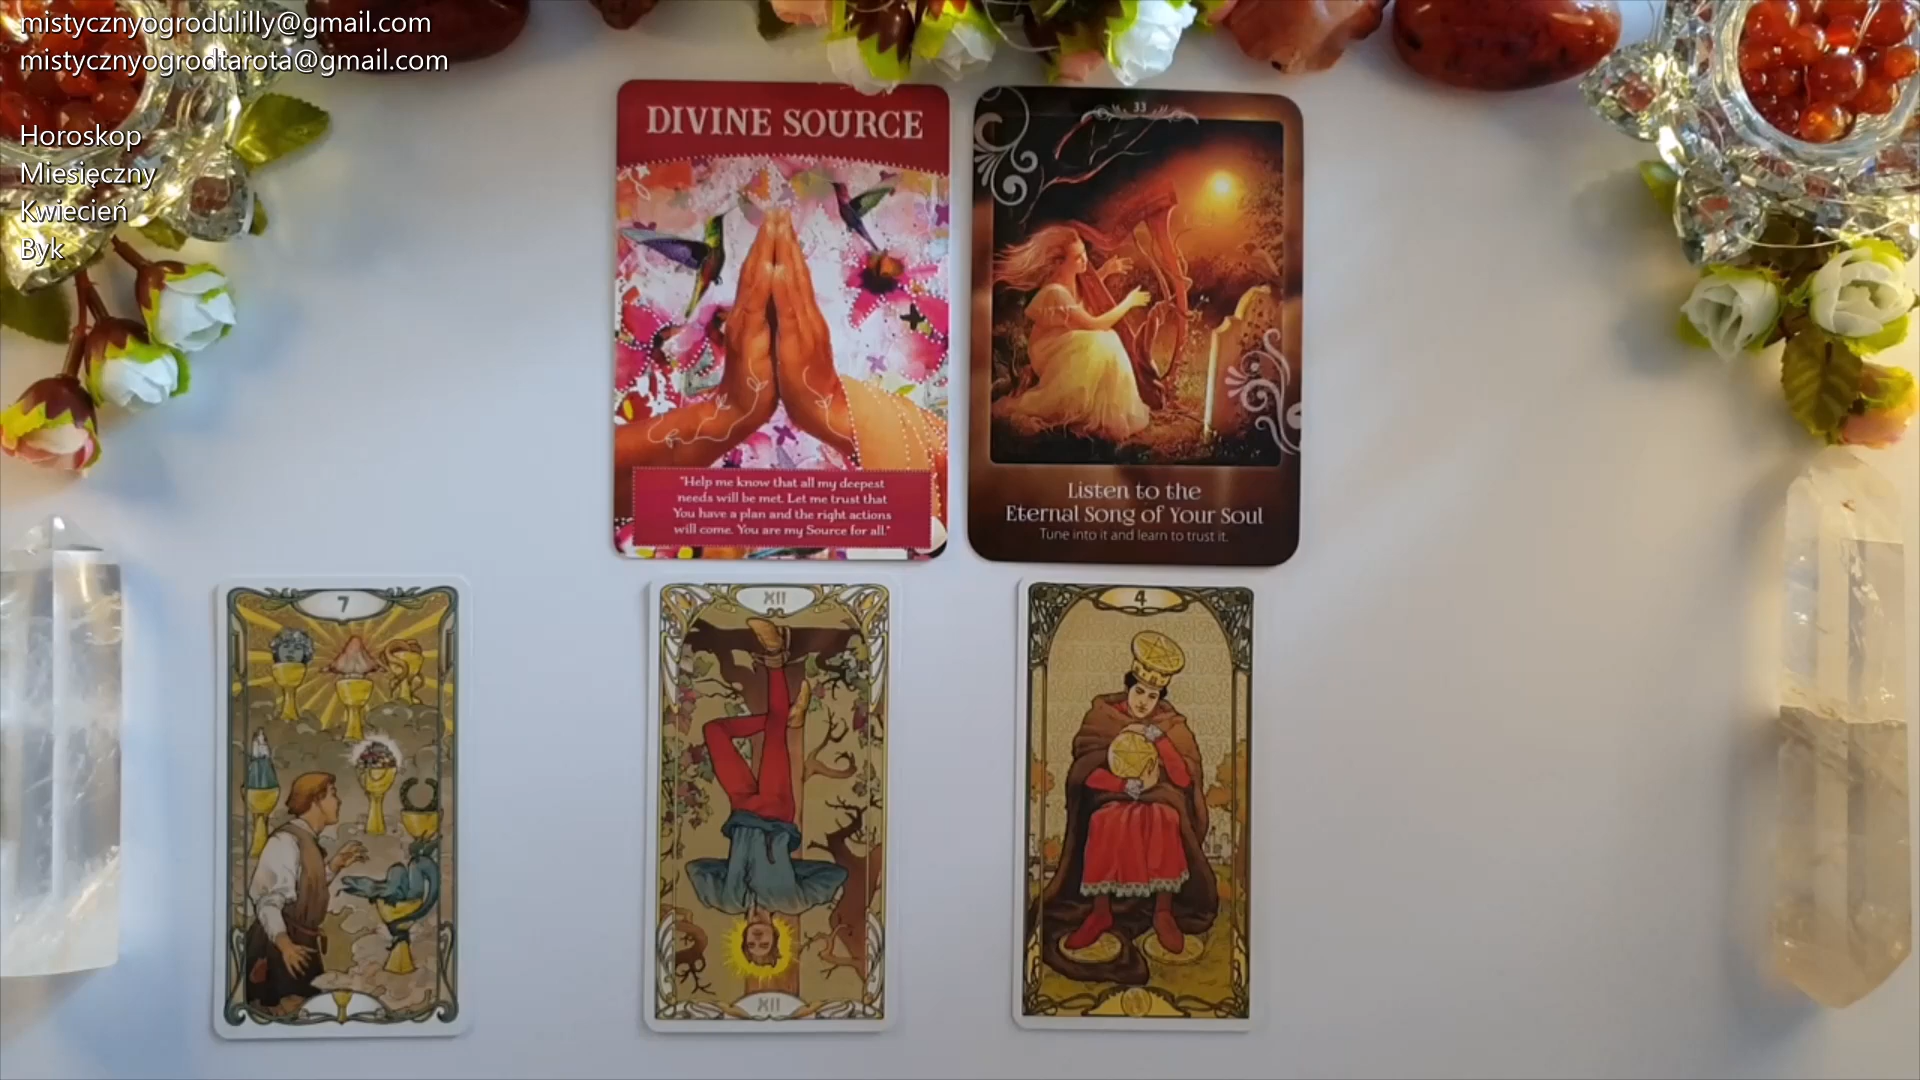 mistycznyogrodulilly@gmail.com
mistycznyogrodtarota@gmail.com
Horoskop
Miesięczny
Kwiecień
Byk
DIVINE SOURCE
"Help me know that all my deepest
needs will be met. Let me trust that
You have a plan and the right actions
will come. You are my Source for all."
33
Listen to the
Eternal Song of Your Soul
Tune into it and learn to trust it.
7
XII
XII
4